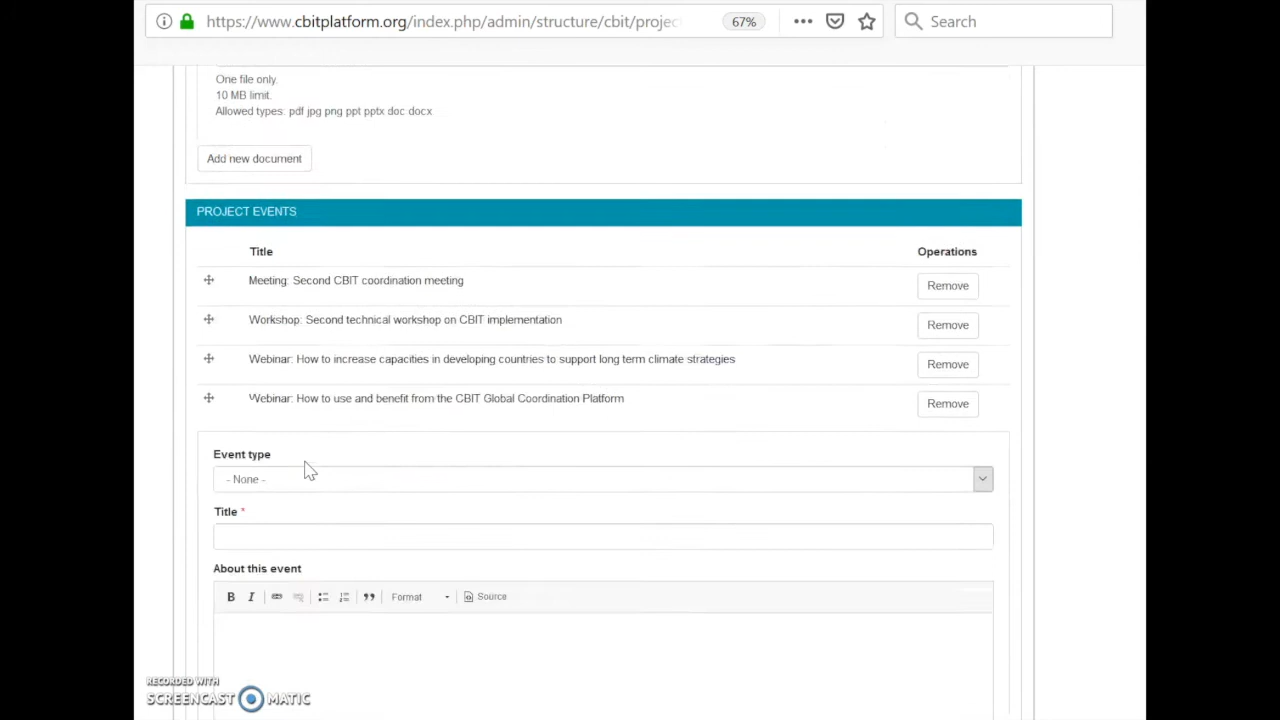 https://www.cbitplatform.org/index.php/admin/structure/cbit/projec
67%
Search
One file only.
10 MB limit.
Allowed types: pdf jpg png ppt pptx doc docx.
Add new document
PROJECT EVENTS
Title
Operations
Meeting: Second CBIT coordination meeting
Remove
Workshop: Second technical workshop on CBIT implementation
Remove
Webinar: How to increase capacities in developing countries to support long term climate strategies
Remove
Webinar: How to use and benefit from the CBIT Global Coordination Platform
Remove
Event type
- None -
Title *
About this event
B I Format Source
RECORDED WITH
SCREENCAST MATIC